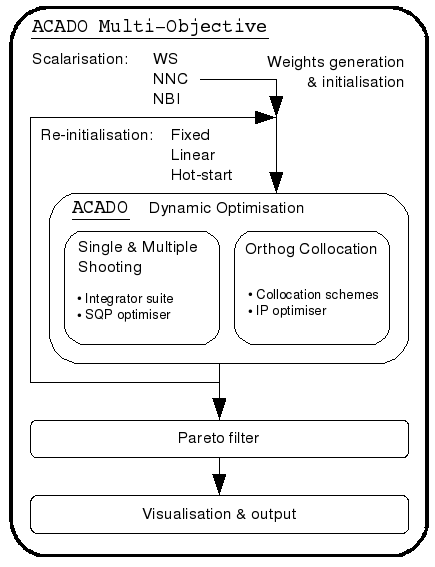 ACADO Multi-Objective
Scalarisation: WS
NNC
NBI
Weights generation
& initialisation
Re-initialisation: Fixed
Linear
Hot-start
ACADO Dynamic Optimisation
Single & Multiple
Shooting
• Integrator suite
• SQP optimiser
Orthog Collocation
• Collocation schemes
• IP optimiser
Pareto filter
Visualisation & output